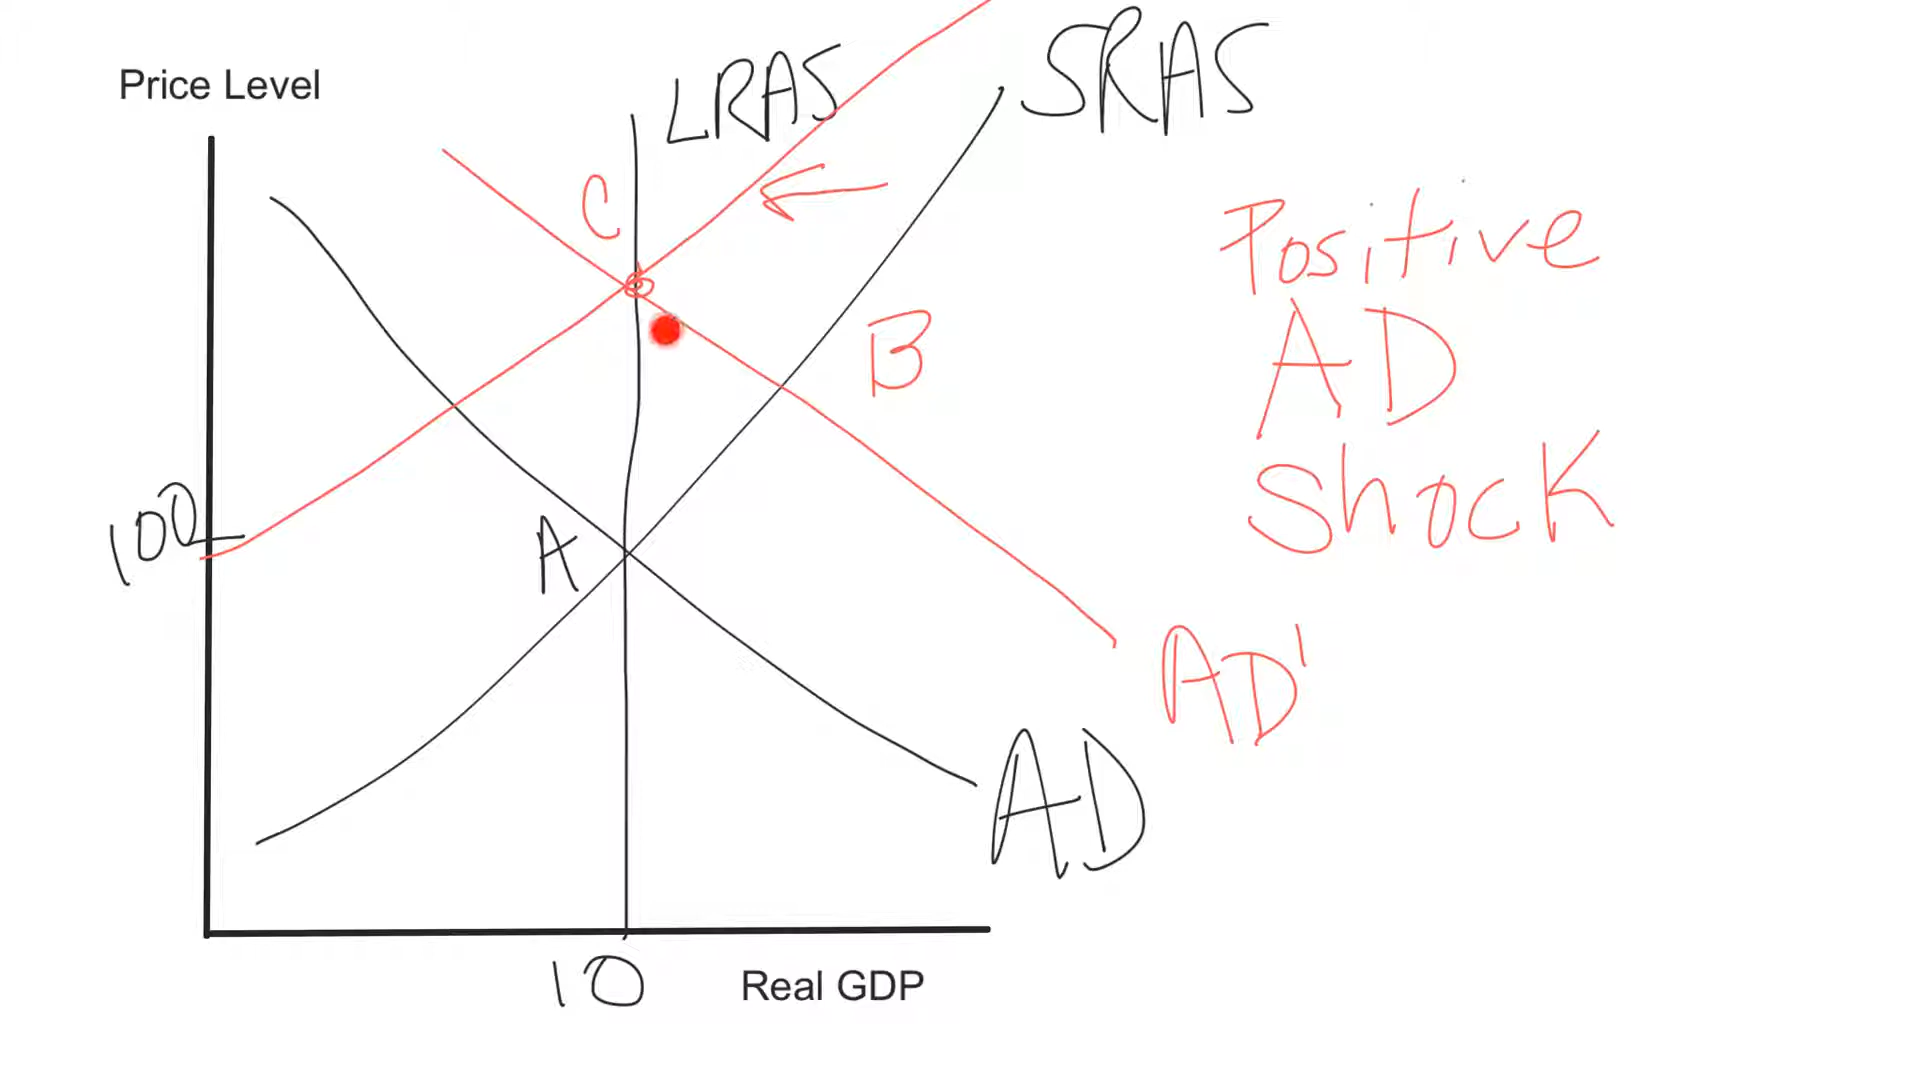 Price Level
LRAS
SRAS
C
B
Positive
AD
Shock
100
A
AD'
AD
10
Real GDP